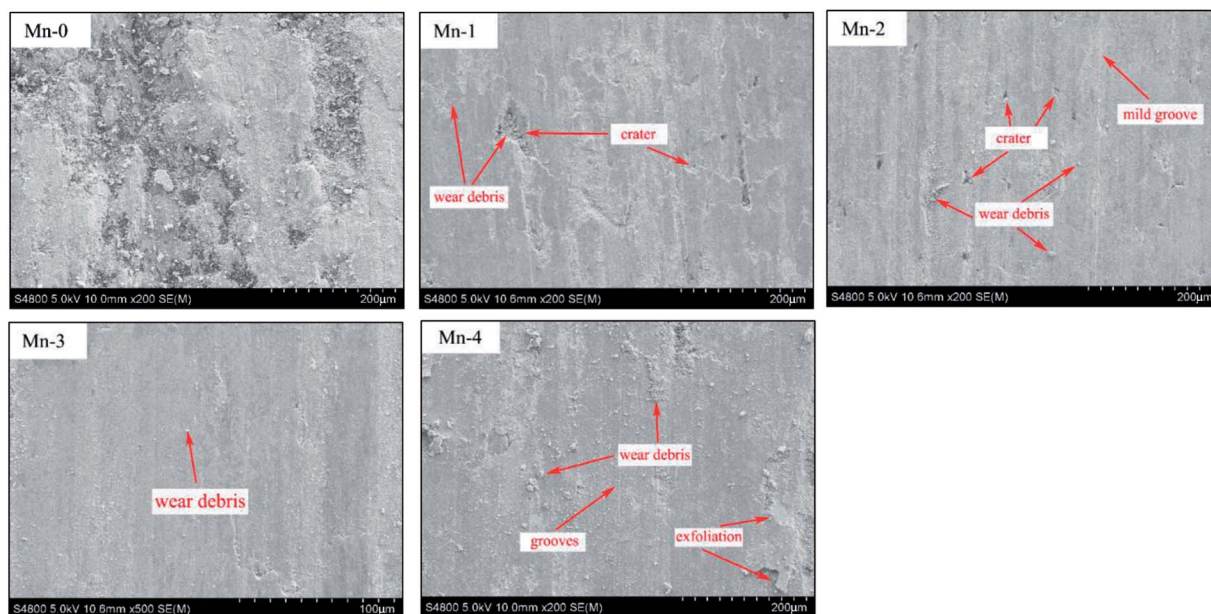 Mn-0
S4800 5.0kV 10.0mm x200 SE(M)
200µm
Mn-1
crater
wear debris
S4800 5.0kV 10.6mm x200 SE(M)
200µm
Mn-2
mild groove
crater
wear debris
S4800 5.0kV 10.6mm x200 SE(M)
200µm
Mn-3
wear debris
S4800 5.0kV 10.6mm x500 SE(M)
100µm
Mn-4
wear debris
grooves
exfoliation
S4800 5.0kV 10.0mm x200 SE(M)
200µm